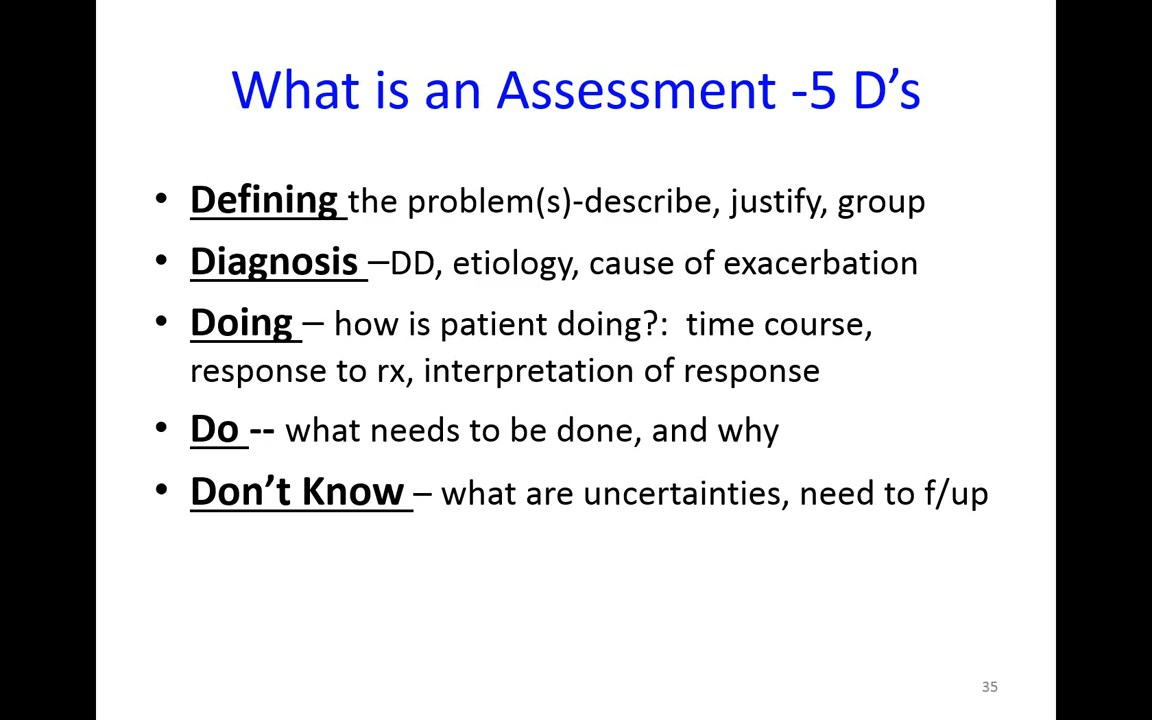 What is an Assessment -5 D’s
• Defining the problem(s)-describe, justify, group
• Diagnosis –DD, etiology, cause of exacerbation
• Doing – how is patient doing?:  time course,
response to rx, interpretation of response
• Do -- what needs to be done, and why
• Don’t Know – what are uncertainties, need to f/up
35